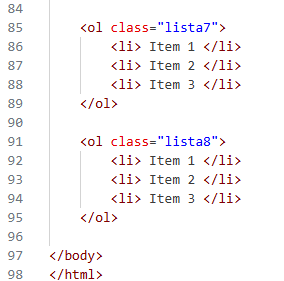 84
85 <ol class="lista7">
86 <li> Item 1 </li>
87 <li> Item 2 </li>
88 <li> Item 3 </li>
89 </ol>
90
91 <ol class="lista8">
92 <li> Item 1 </li>
93 <li> Item 2 </li>
94 <li> Item 3 </li>
95 </ol>
96
97 </body>
98 </html>